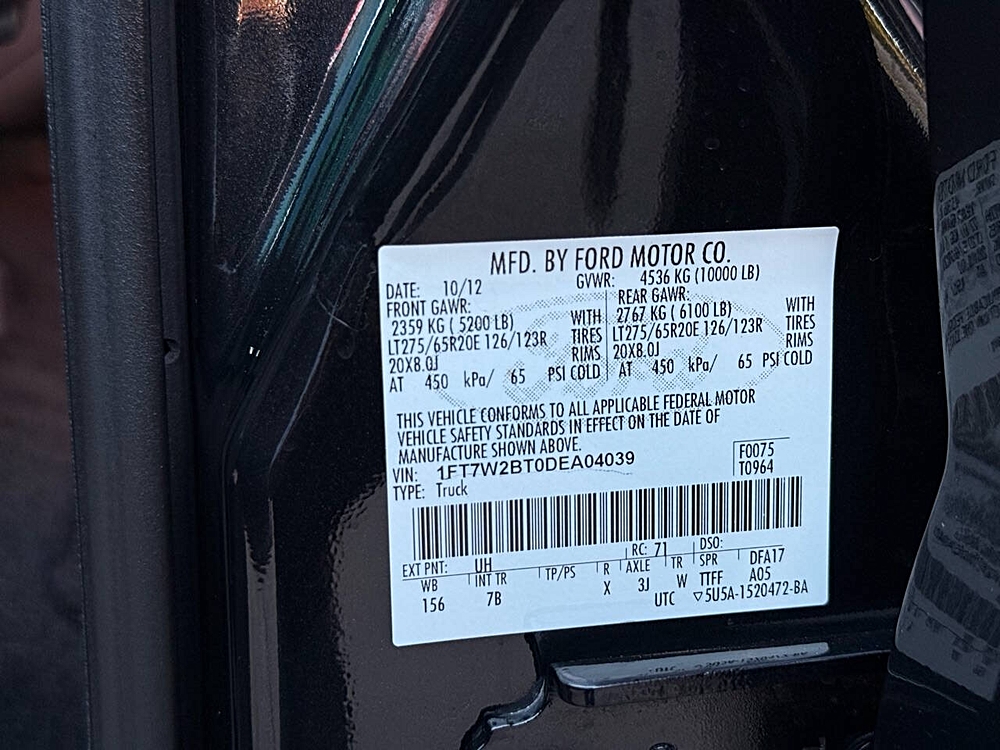 MFD. BY FORD MOTOR CO.
DATE: 10/12 GVWR: 4536 KG (10000 LB)
FRONT GAWR: REAR GAWR:
2359 KG ( 5200 LB) WITH 2767 KG ( 6100 LB) WITH
LT275/65R20E 126/123R TIRES LT275/65R20E 126/123R TIRES
20X8.0J RIMS 20X8.0J RIMS
AT 450 kPa/ 65 PSI COLD AT 450 kPa/ 65 PSI COLD
THIS VEHICLE CONFORMS TO ALL APPLICABLE FEDERAL MOTOR
VEHICLE SAFETY STANDARDS IN EFFECT ON THE DATE OF
MANUFACTURE SHOWN ABOVE.
VIN: 1FT7W2BT0DEA04039 F0075
TYPE: Truck T0964
EXT PNT: UH RC: 71 DSO:
WB INT TR TP/PS R AXLE TR SPR DFA17
156 7B X 3J W TTFF A05
UTC ▽5U5A-1520472-BA